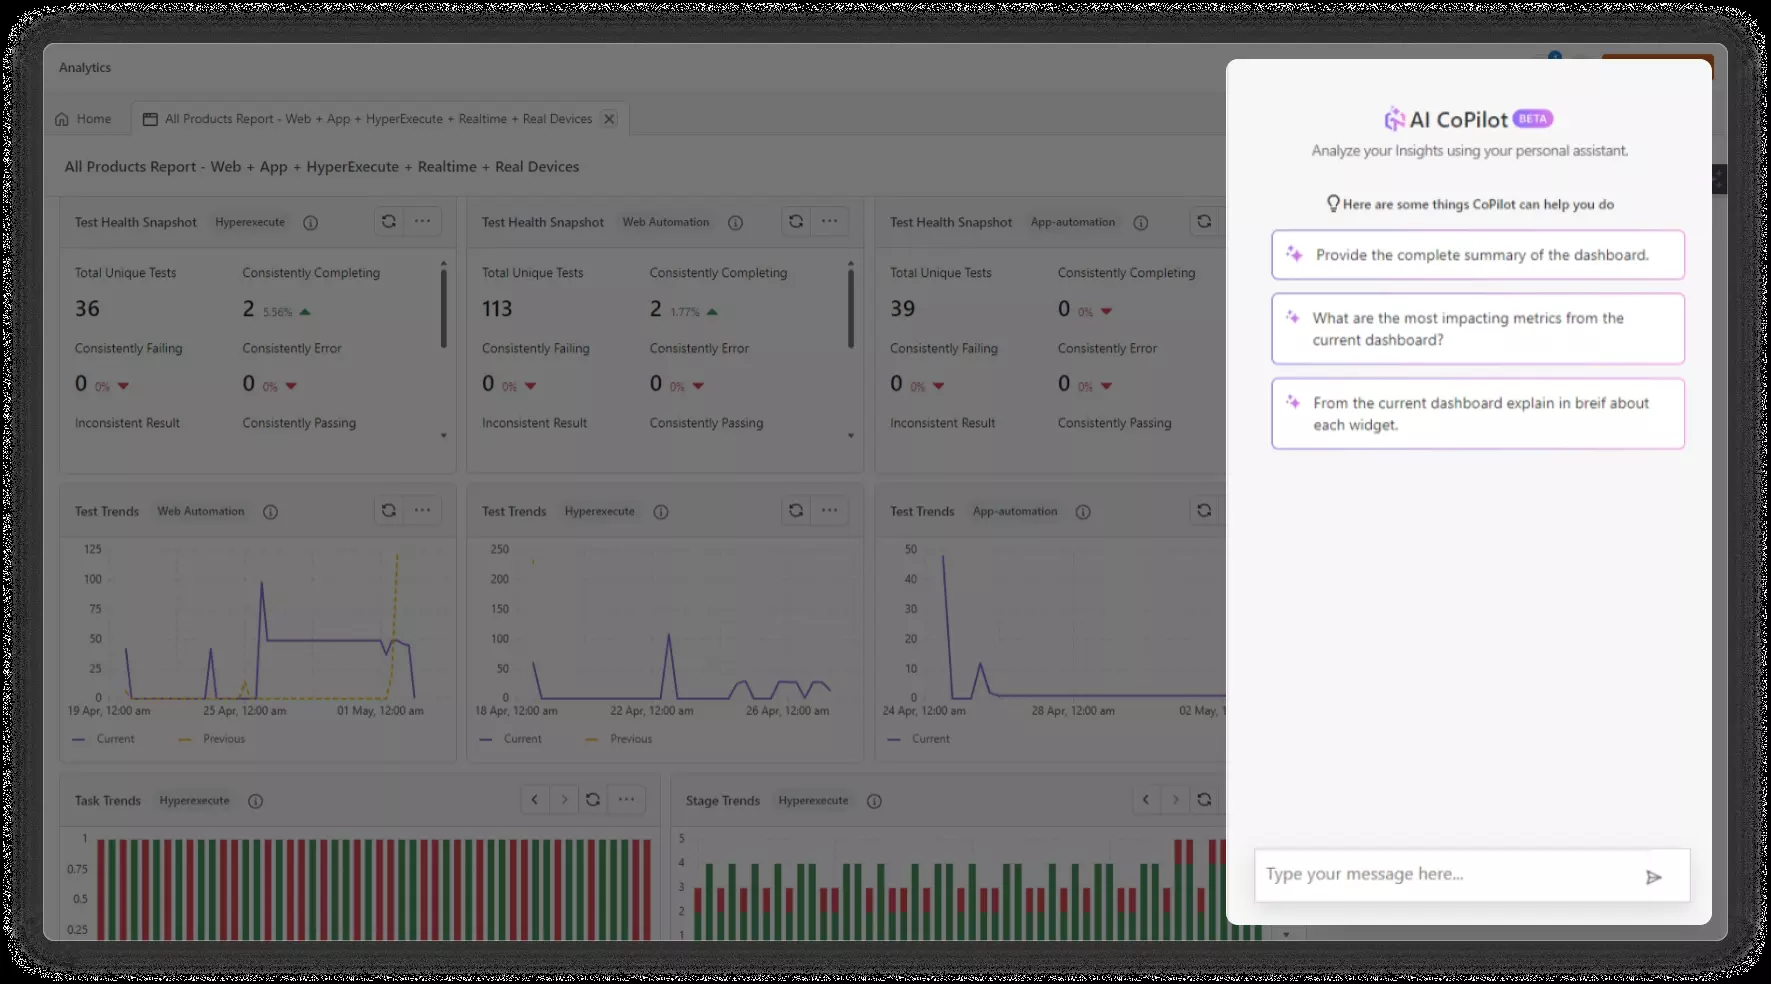 Analytics
Home
All Products Report - Web + App + HyperExecute + Realtime + Real Devices
All Products Report - Web + App + HyperExecute + Realtime + Real Devices
Test Health Snapshot Hyperexecute
Total Unique Tests Consistently Completing
36 2 5.56%
Consistently Failing Consistently Error
0 0% 0 0%
Inconsistent Result Consistently Passing
Test Health Snapshot Web Automation
Total Unique Tests Consistently Completing
113 2 1.77%
Consistently Failing Consistently Error
0 0% 0 0%
Inconsistent Result Consistently Passing
Test Health Snapshot App-automation
Total Unique Tests Consistently Completing
39 0 0%
Consistently Failing Consistently Error
0 0% 0 0%
Inconsistent Result Consistently Passing
Test Trends Web Automation
125
100
75
50
25
0
19 Apr, 12:00 am 25 Apr, 12:00 am 01 May, 12:00 am
Current Previous
Test Trends Hyperexecute
250
200
150
100
50
0
18 Apr, 12:00 am 22 Apr, 12:00 am 26 Apr, 12:00 am
Current Previous
Test Trends App-automation
50
40
30
20
10
0
24 Apr, 12:00 am 28 Apr, 12:00 am 02 May, 1
Current
Task Trends Hyperexecute
1
0.75
0.5
0.25
Stage Trends Hyperexecute
5
4
3
2
1
AI CoPilot BETA
Analyze your Insights using your personal assistant.
Here are some things CoPilot can help you do
Provide the complete summary of the dashboard.
What are the most impacting metrics from the
current dashboard?
From the current dashboard explain in breif about
each widget.
Type your message here...